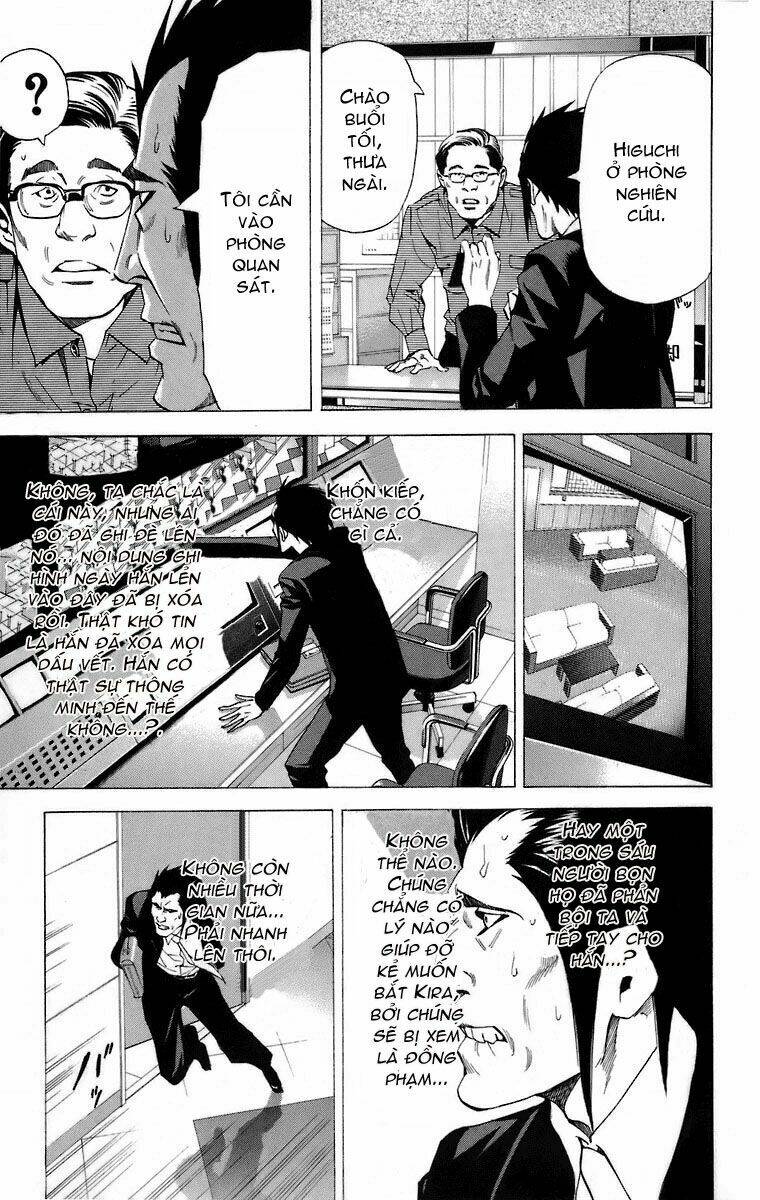 HIGUCHI
Ở PHÒNG
NGHIÊN
CỨU.
CHÀO
BUỔI
TỐI,
THƯA
NGÀI.
TÔI CẦN
VÀO
PHÒNG
QUAN
SÁT.
?
KHỐN KIẾP,
CHẲNG CÓ
GÌ CẢ.
KHÔNG, TA CHẮC LÀ
CÁI NÀY, NHƯNG AI
ĐÓ ĐÃ GHI ĐÈ LÊN
NÓ... NỘI DUNG GHI
HÌNH NGÀY HẮN LÊN
VÀO ĐÂY ĐÃ BỊ XÓA
RỒI. THẬT KHÓ TIN
LÀ HẮN ĐÃ XÓA MỌI
DẤU VẾT. HẮN CÓ
THẬT SỰ THÔNG
MINH ĐẾN THẾ
KHÔNG...?.
HAY MỘT
TRONG SÁU
NGƯỜI BỌN
HỌ ĐÃ PHẢN
BỘI TA VÀ
TIẾP TAY CHO
HẮN...?
KHÔNG
THỂ NÀO.
CHÚNG
CHẲNG CÓ
LÝ NÀO
GIÚP ĐỠ
KẺ MUỐN
BẮT KIRA,
BỞI CHÚNG
SẼ BỊ XEM
LÀ ĐỒNG
PHẠM...
KHÔNG CÒN
NHIỀU THỜI
GIAN NỮA...
PHẢI NHANH
LÊN THÔI.